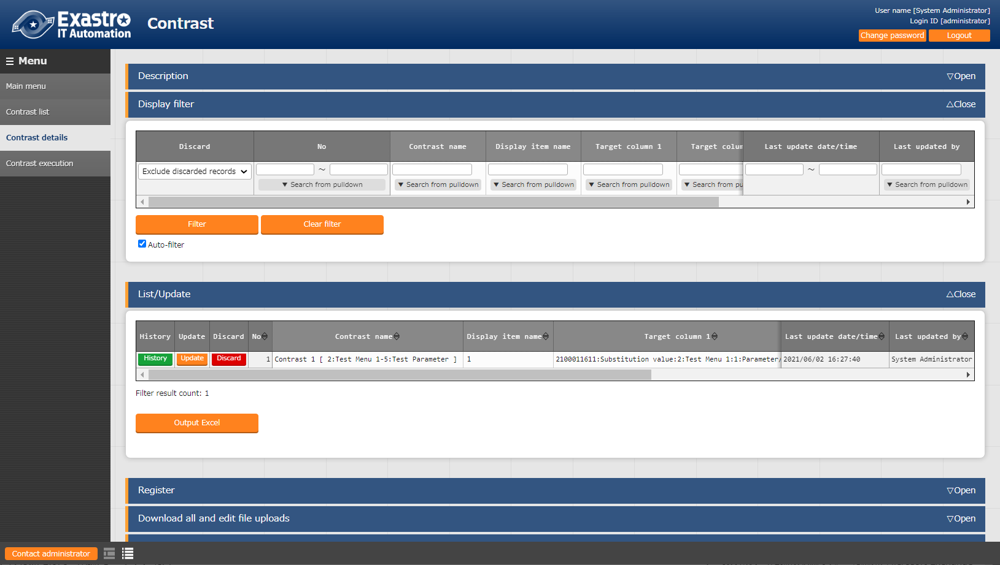 Exastro
IT Automation
Contrast
User name [System Administrator]
Login ID [administrator]
Change password
Logout
Menu
Main menu
Contrast list
Contrast details
Contrast execution
Description
▽Open
Display filter
△Close
Discard
No
Contrast name
Display item name
Target column 1
Target colum
Last update date/time
Last updated by
Exclude discarded records
~
~
▼ Search from pulldown
▼ Search from pulldown
▼ Search from pulldown
▼ Search from pulldown
▼ Search from pu
▼ Search from pulldown
Filter
Clear filter
Auto-filter
List/Update
△Close
History
Update
Discard
No
Contrast name
Display item name
Target column 1
Last update date/time
Last updated by
History
Update
Discard
1
Contrast 1 [ 2:Test Menu 1-5:Test Parameter ]
1
2100011611:Substitution value:2:Test Menu 1:1:Parameter/
2021/06/02 16:27:40
System Administrator
Filter result count: 1
Output Excel
Register
▽Open
Download all and edit file uploads
▽Open
Contact administrator